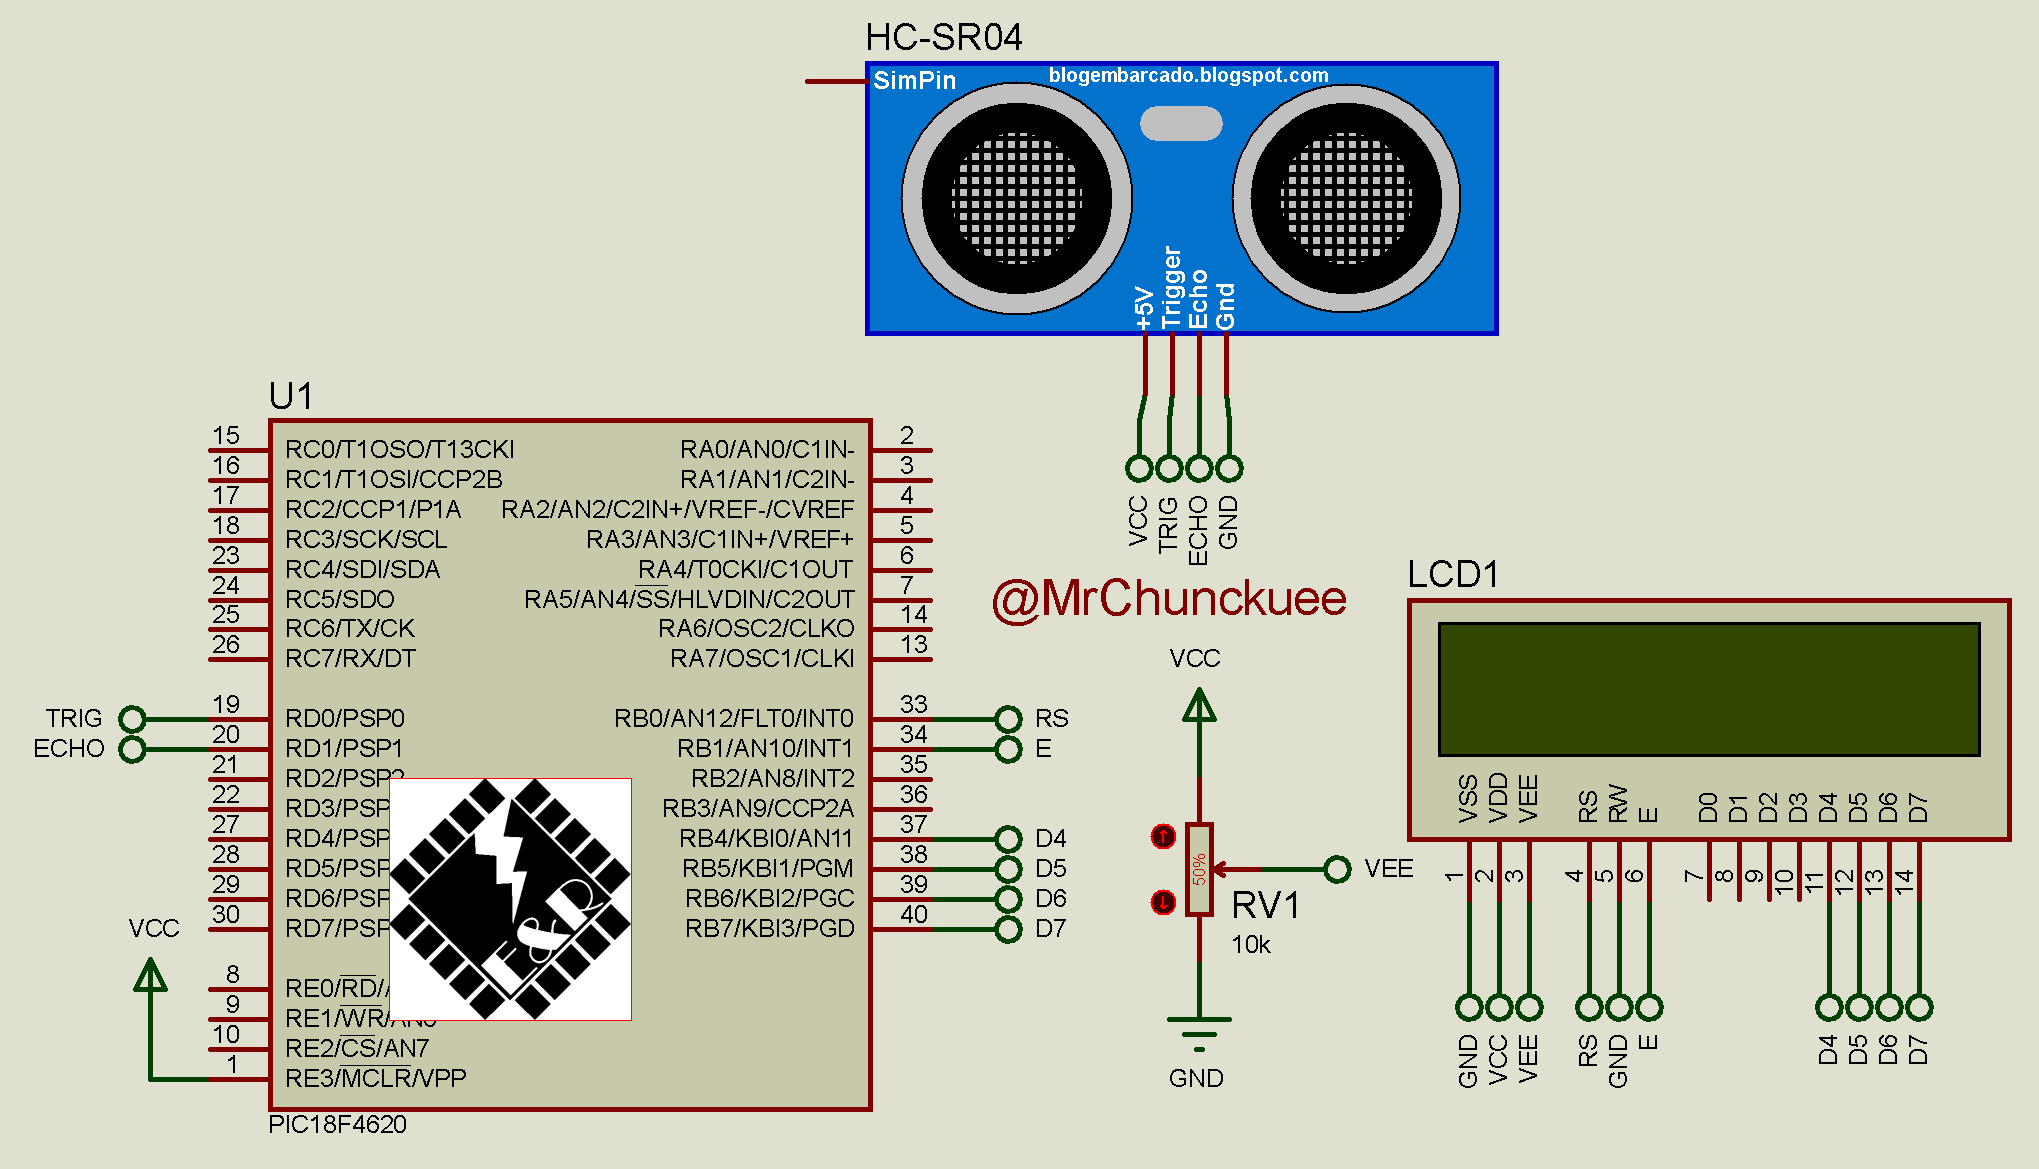 HC-SR04
SimPin
blogembarcado.blogspot.com
+5V
Trigger
Echo
Gnd
VCC
TRIG
ECHO
GND
@MrChunckuee
U1
15 RC0/T1OSO/T13CKI
16 RC1/T1OSI/CCP2B
17 RC2/CCP1/P1A
18 RC3/SCK/SCL
23 RC4/SDI/SDA
24 RC5/SDO
25 RC6/TX/CK
26 RC7/RX/DT
TRIG 19 RD0/PSP0
ECHO 20 RD1/PSP1
21 RD2/PSP2
22 RD3/PSP
27 RD4/PSP
28 RD5/PSP
29 RD6/PSP
30 RD7/PSP
VCC
8 RE0/RD/
9 RE1/WR/AN6
10 RE2/CS/AN7
1 RE3/MCLR/VPP
RA0/AN0/C1IN- 2
RA1/AN1/C2IN- 3
RA2/AN2/C2IN+/VREF-/CVREF 4
RA3/AN3/C1IN+/VREF+ 5
RA4/T0CKI/C1OUT 6
RA5/AN4/SS/HLVDIN/C2OUT 7
RA6/OSC2/CLKO 14
RA7/OSC1/CLKI 13
RB0/AN12/FLT0/INT0 33 RS
RB1/AN10/INT1 34 E
RB2/AN8/INT2 35
RB3/AN9/CCP2A 36
RB4/KBI0/AN11 37 D4
RB5/KBI1/PGM 38 D5
RB6/KBI2/PGC 39 D6
RB7/KBI3/PGD 40 D7
E&R
PIC18F4620
VCC
50%
VEE
RV1
10k
GND
LCD1
VSS
VDD
VEE
RS
RW
E
D0
D1
D2
D3
D4
D5
D6
D7
1
2
3
4
5
6
7
8
9
10
11
12
13
14
GND
VCC
VEE
RS
GND
E
D4
D5
D6
D7